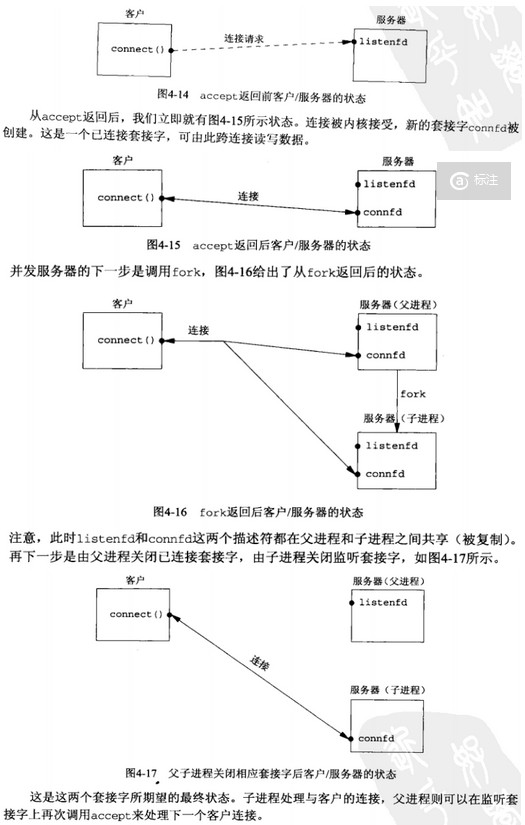 客户
服务器
connect()
连接请求
listenfd
图4-14 accept返回前客户/服务器的状态
从accept返回后，我们立即就有图4-15所示状态。连接被内核接受，新的套接字connfd被
创建。这是一个已连接套接字，可由此跨连接读写数据。
客户
服务器
标注
listenfd
connect()
连接
connfd
图4-15 accept返回后客户/服务器的状态
并发服务器的下一步是调用fork，图4-16给出了从fork返回后的状态。
客户
服务器（父进程）
listenfd
connect()
连接
connfd
fork
服务器（子进程）
listenfd
connfd
图4-16 fork返回后客户/服务器的状态
注意，此时listenfd和connfd这两个描述符都在父进程和子进程之间共享（被复制）。
再下一步是由父进程关闭已连接套接字，由子进程关闭监听套接字，如图4-17所示。
客户
服务器（父进程）
connect()
listenfd
连接
服务器（子进程）
connfd
图4-17 父子进程关闭相应套接字后客户/服务器的状态
这是这两个套接字所期望的最终状态。子进程处理与客户的连接，父进程则可以在监听套
接字上再次调用accept来处理下一个客户连接。